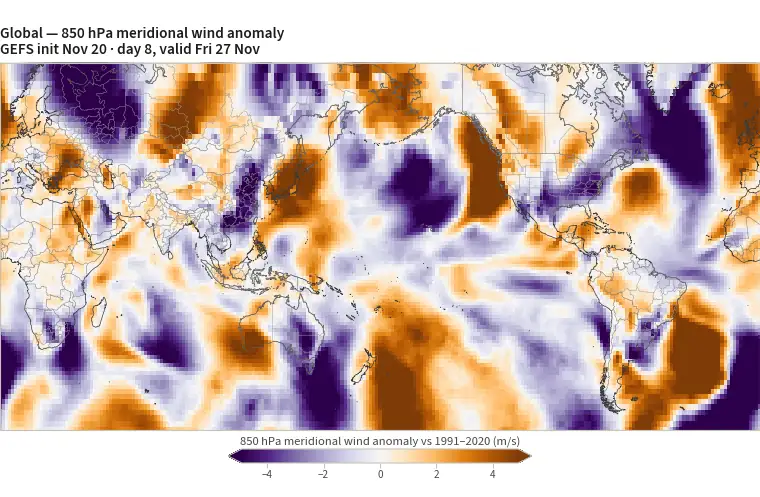 Global — 850 hPa meridional wind anomaly
GEFS init Nov 20 · day 8, valid Fri 27 Nov
850 hPa meridional wind anomaly vs 1991–2020 (m/s)
−4 −2 0 2 4